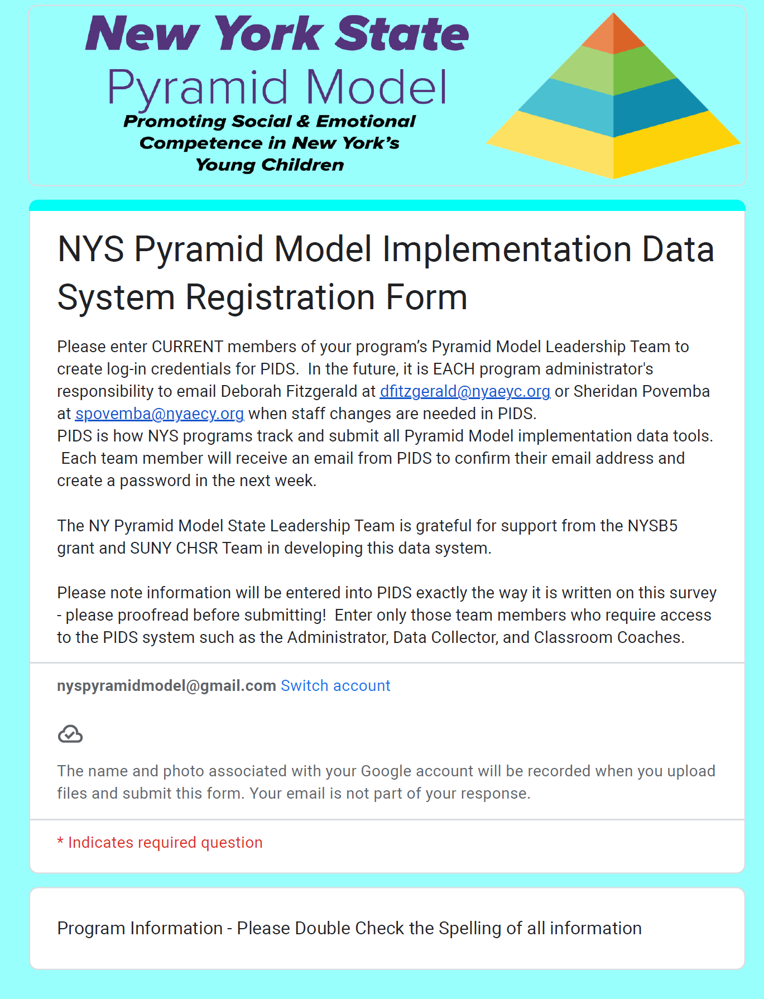 New York State
Pyramid Model
Promoting Social & Emotional
Competence in New York's
Young Children
NYS Pyramid Model Implementation Data
System Registration Form
Please enter CURRENT members of your program’s Pyramid Model Leadership Team to
create log-in credentials for PIDS.  In the future, it is EACH program administrator's
responsibility to email Deborah Fitzgerald at dfitzgerald@nyaeyc.org or Sheridan Povemba
at spovemba@nyaecy.org when staff changes are needed in PIDS.
PIDS is how NYS programs track and submit all Pyramid Model implementation data tools.
Each team member will receive an email from PIDS to confirm their email address and
create a password in the next week.
The NY Pyramid Model State Leadership Team is grateful for support from the NYSB5
grant and SUNY CHSR Team in developing this data system.
Please note information will be entered into PIDS exactly the way it is written on this survey
- please proofread before submitting!  Enter only those team members who require access
to the PIDS system such as the Administrator, Data Collector, and Classroom Coaches.
nyspyramidmodel@gmail.com Switch account
The name and photo associated with your Google account will be recorded when you upload
files and submit this form. Your email is not part of your response.
* Indicates required question
Program Information - Please Double Check the Spelling of all information